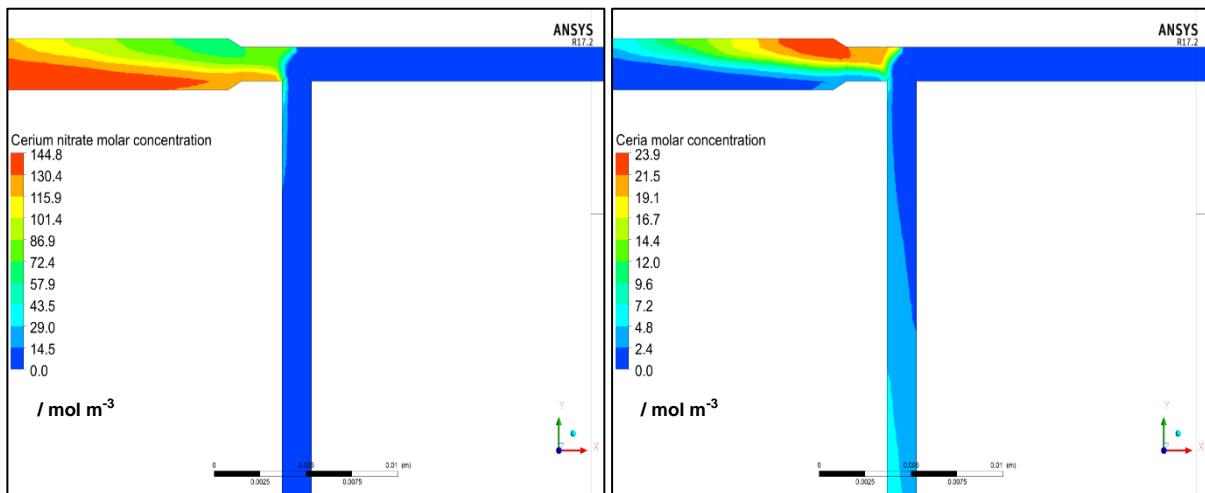 ANSYS
R17.2
Cerium nitrate molar concentration
144.8
130.4
115.9
101.4
86.9
72.4
57.9
43.5
29.0
14.5
0.0
/ mol m⁻³
Y
X
Z
0 0.005 0.01 (m)
0.0025 0.0075
ANSYS
R17.2
Ceria molar concentration
23.9
21.5
19.1
16.7
14.4
12.0
9.6
7.2
4.8
2.4
0.0
/ mol m⁻³
Y
X
Z
0 0.005 0.01 (m)
0.0025 0.0075